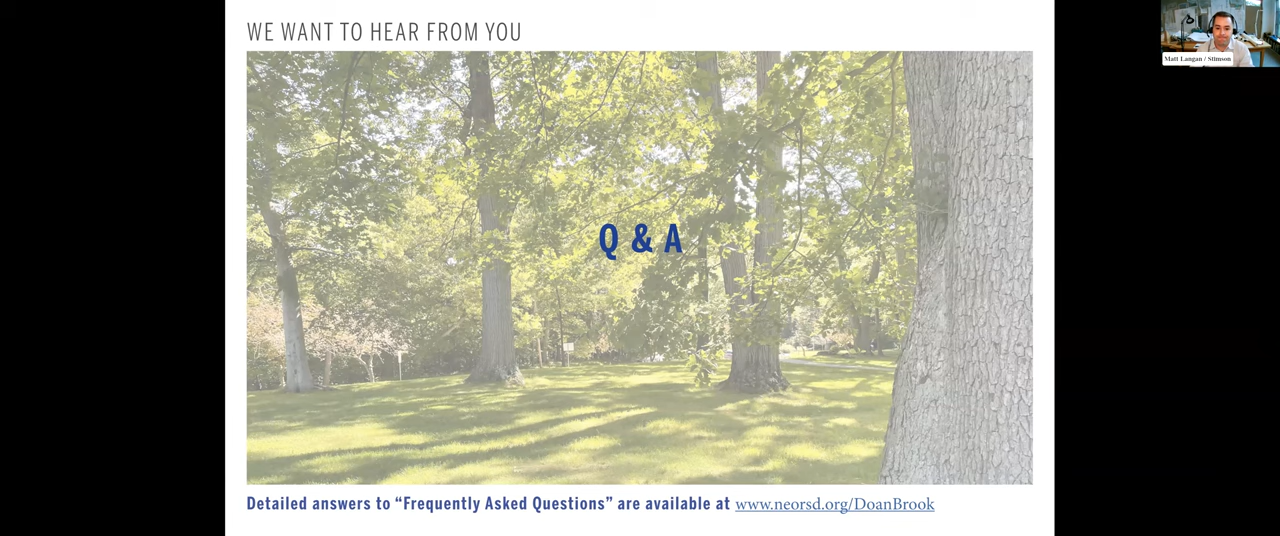 WE WANT TO HEAR FROM YOU
Matt Langan / Stimson
Q & A
Detailed answers to “Frequently Asked Questions” are available at www.neorsd.org/DoanBrook